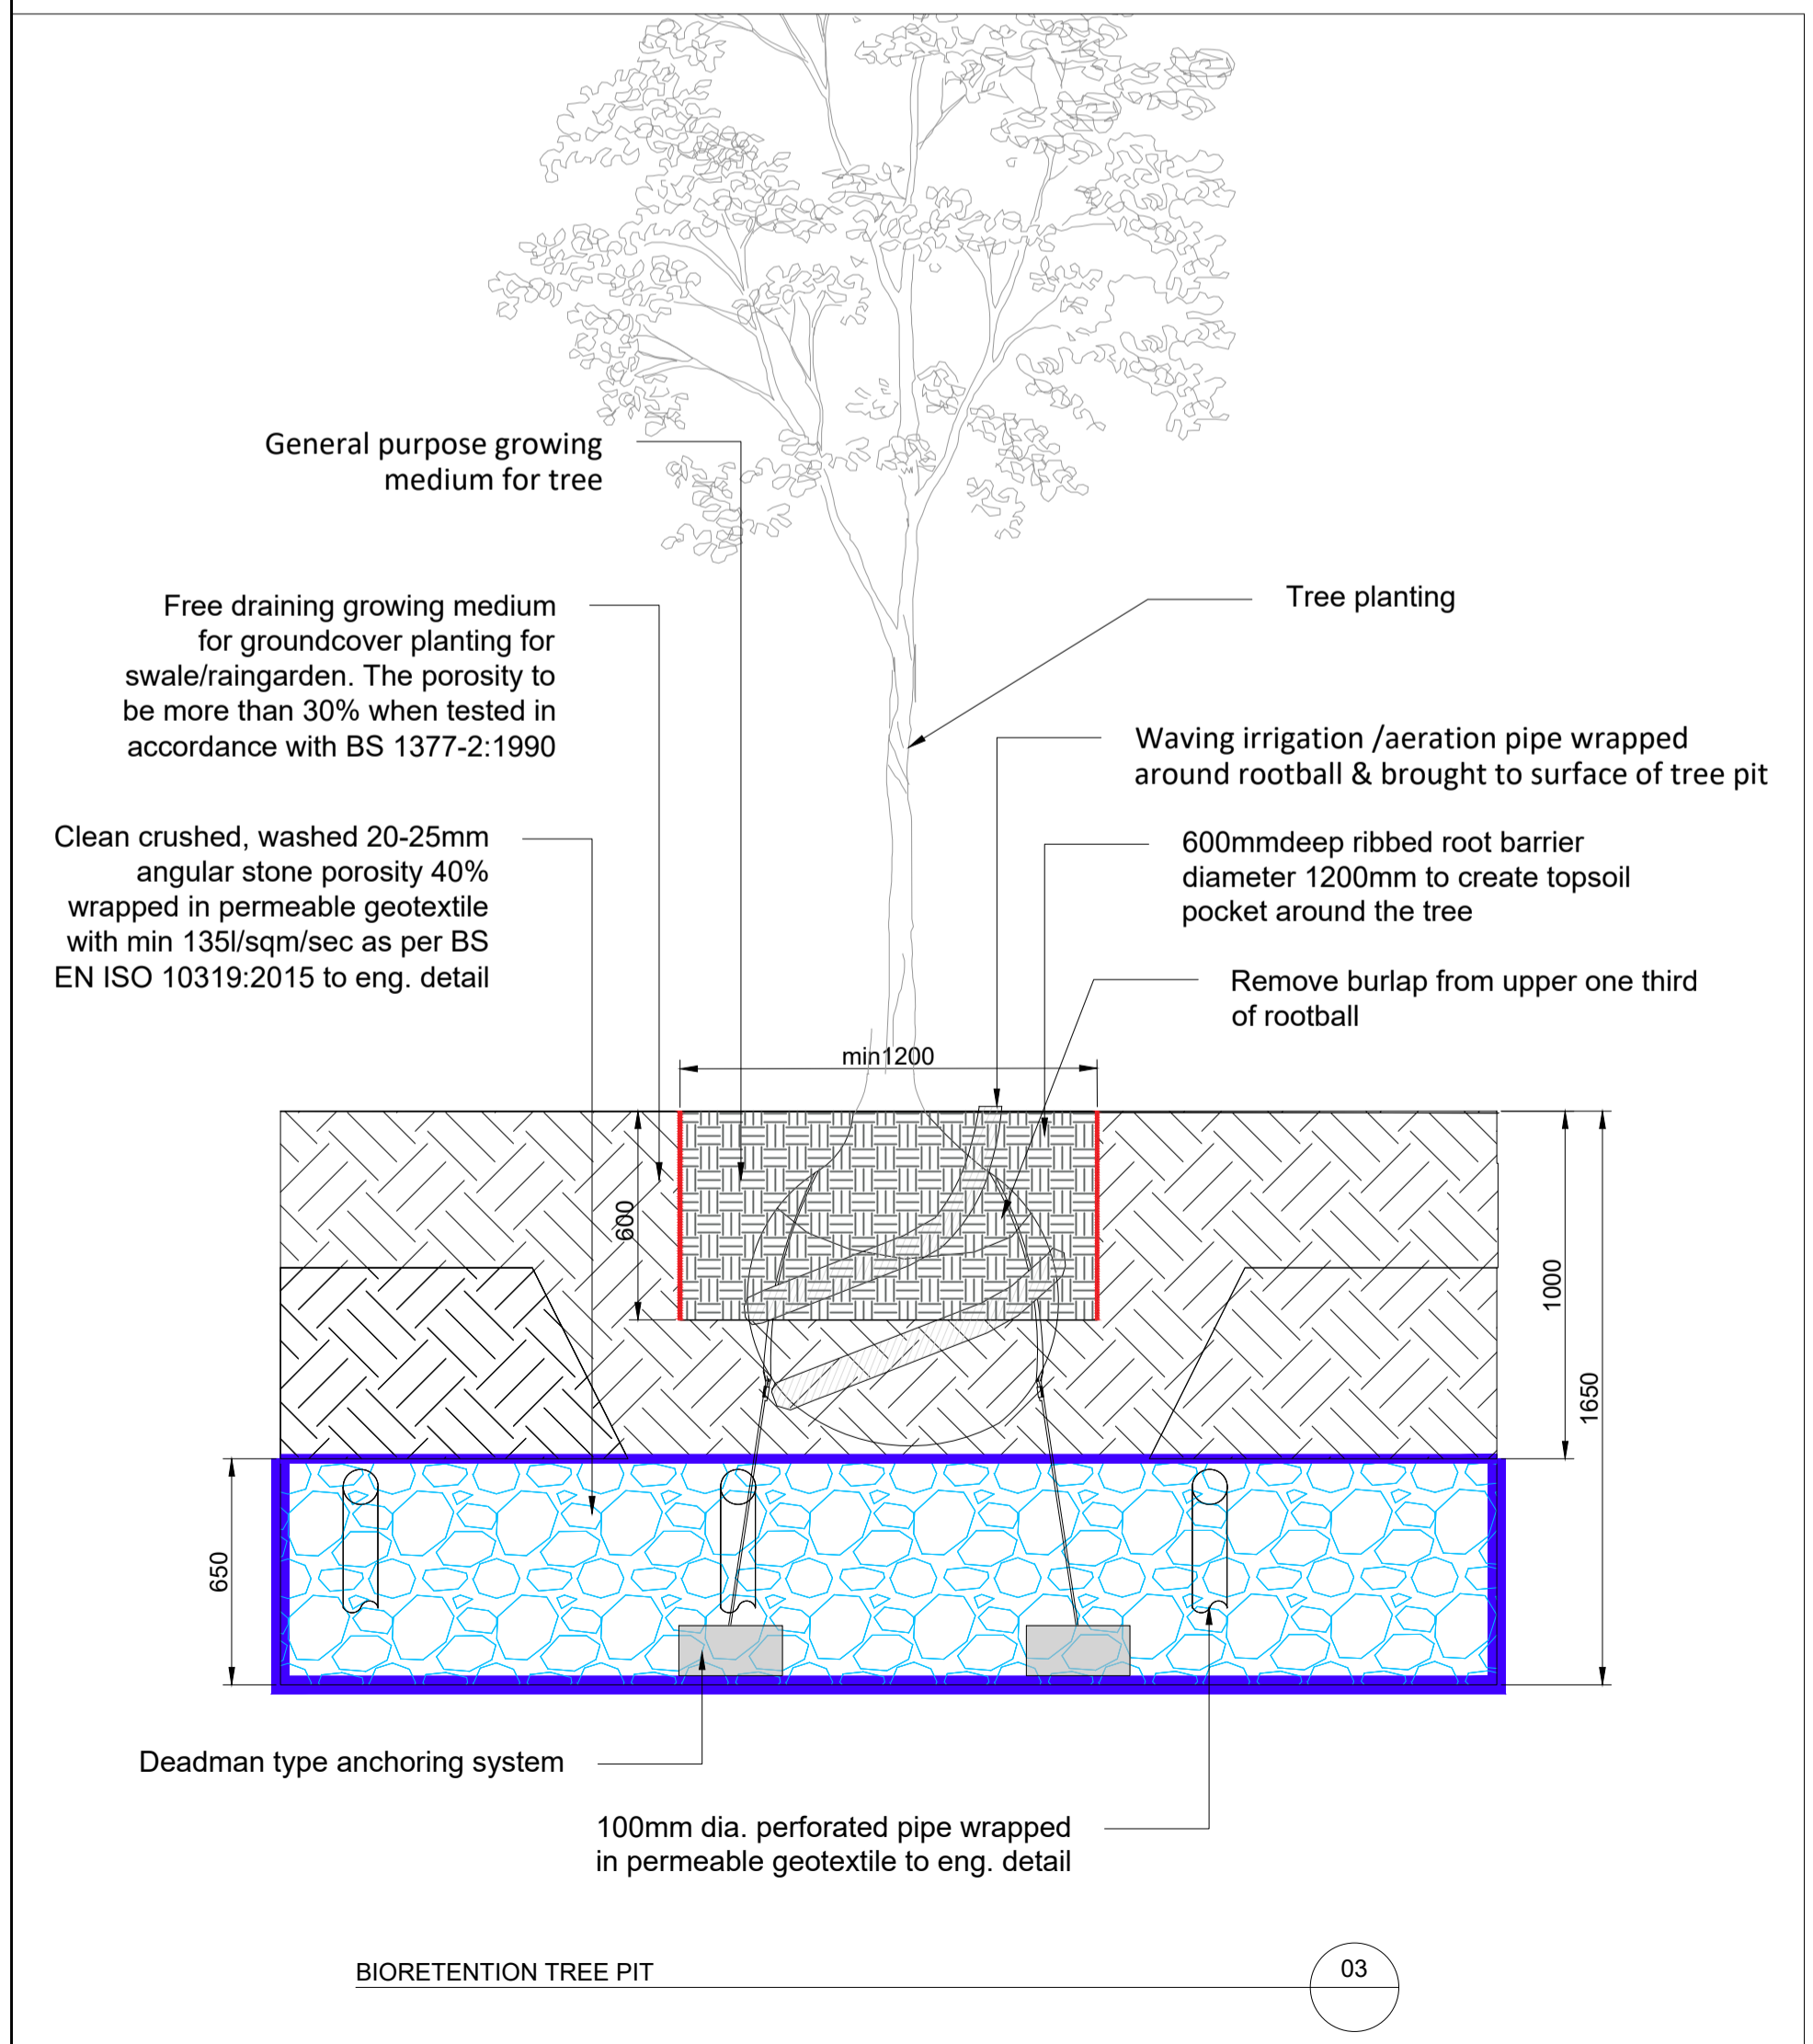 General purpose growing
medium for tree
Free draining growing medium
for groundcover planting for
swale/raingarden. The porosity to
be more than 30% when tested in
accordance with BS 1377-2:1990
Clean crushed, washed 20-25mm
angular stone porosity 40%
wrapped in permeable geotextile
with min 135l/sqm/sec as per BS
EN ISO 10319:2015 to eng. detail
Tree planting
Waving irrigation /aeration pipe wrapped
around rootball & brought to surface of tree pit
600mmdeep ribbed root barrier
diameter 1200mm to create topsoil
pocket around the tree
Remove burlap from upper one third
of rootball
min1200
600
1000
1650
650
Deadman type anchoring system
100mm dia. perforated pipe wrapped
in permeable geotextile to eng. detail
BIORETENTION TREE PIT
03